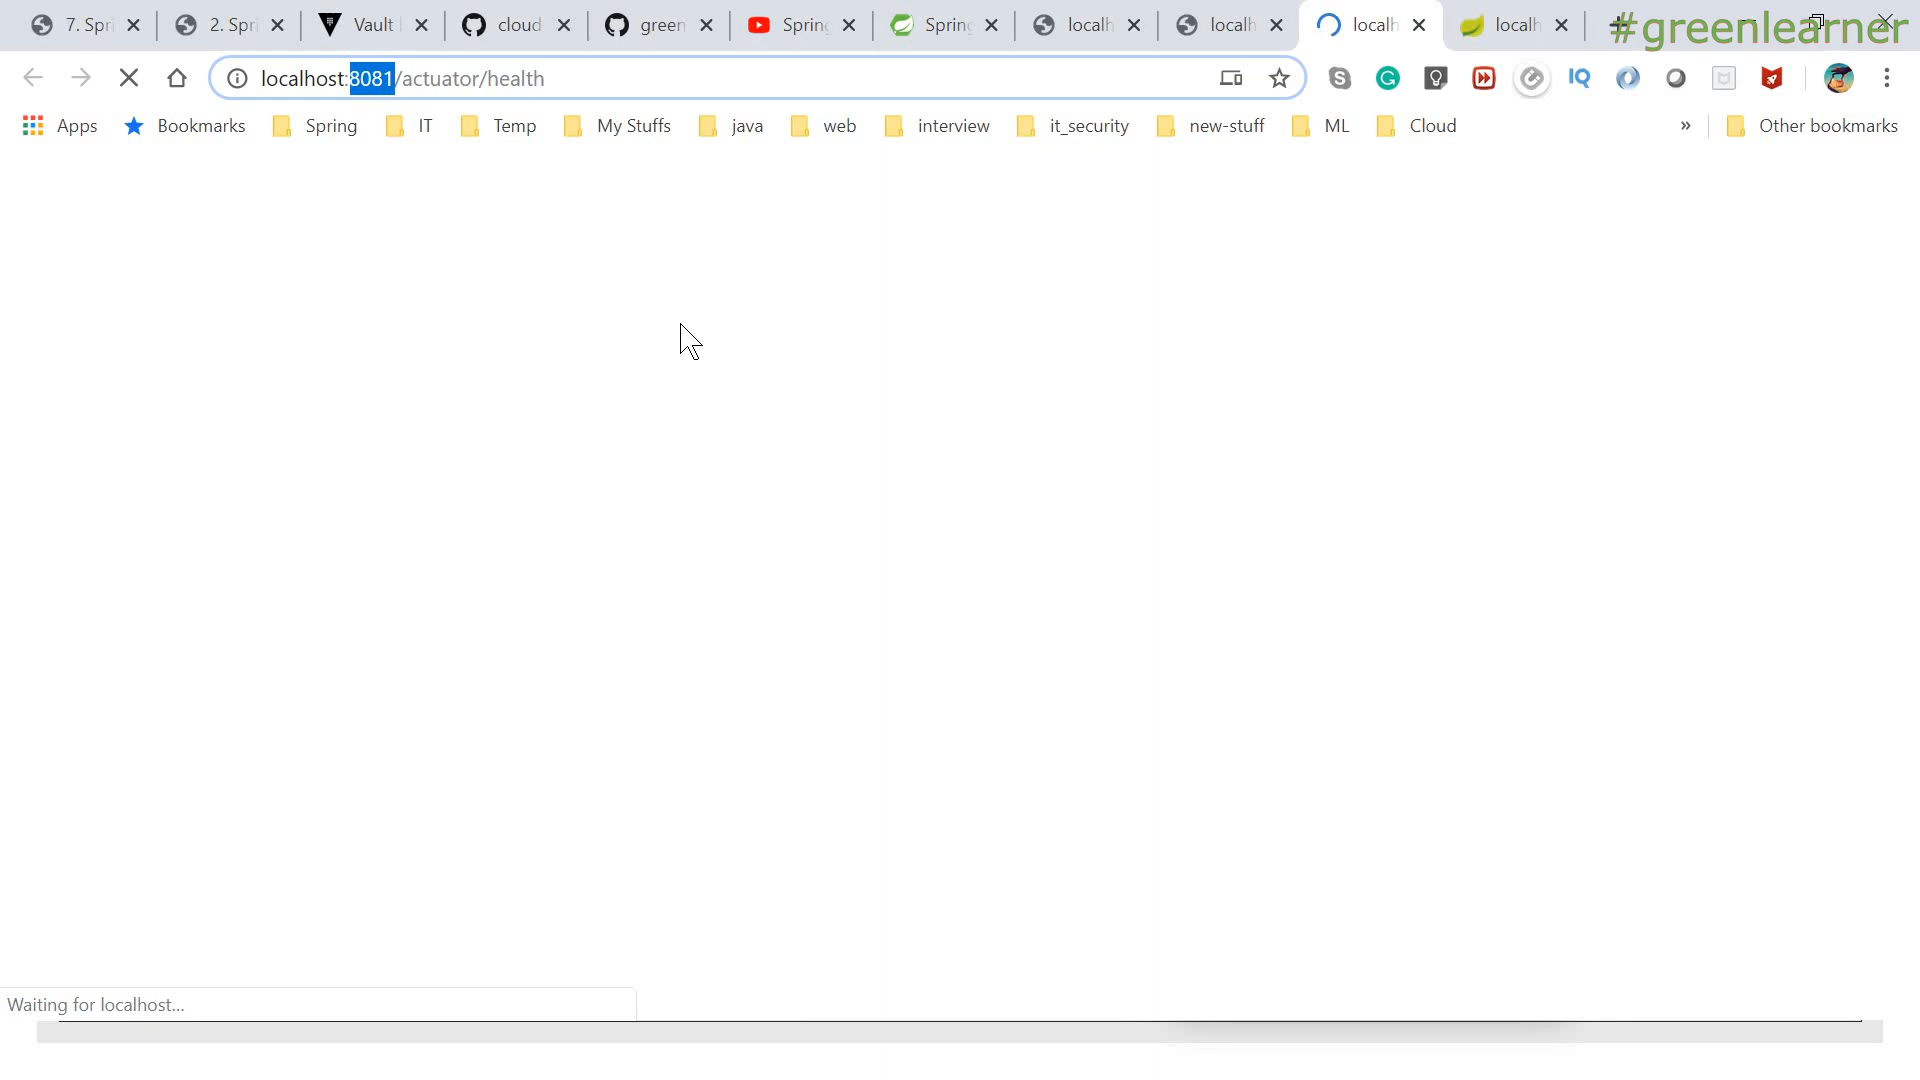 7. Spri 2. Spri Vault cloud green Spring Spring localh localh localh localh #greenlearner
localhost:8081/actuator/health
Apps Bookmarks Spring IT Temp My Stuffs java web interview it_security new-stuff ML Cloud » Other bookmarks
Waiting for localhost...